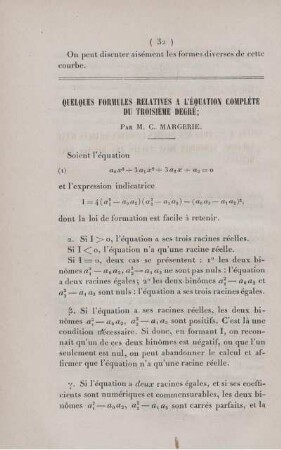 ( 32 )
On peut discuter aisément les formes diverses de cette
courbe.
QUELQUES FORMULES RELATIVES A L'ÉQUATION COMPLÈTE
DU TROISIÈME DEGRÉ;
PAR M. C. MARGERIE.
Soient l'équation
(1) a₀x³ + 3a₁x² + 3a₂x + a₃ = 0
et l'expression indicatrice
I = 4(a₁² — a₀a₂)(a₂² — a₁a₃) — (a₀a₃ — a₁a₂)²,
dont la loi de formation est facile à retenir.
α. Si I > 0, l'équation a ses trois racines réelles.
Si I < 0, l'équation n'a qu'une racine réelle.
Si I = 0, deux cas se présentent : 1° les deux bi-
nômes a₁² — a₀a₂, a₂² — a₁a₃ ne sont pas nuls : l'équation a
deux racines égales; 2° les deux binômes a₁² — a₀a₂ et
a₂² — a₁a₃ sont nuls : l'équation a ses trois racines égales.
β. Si l'équation a ses racines réelles, les deux binô-
mes a₁² — a₀a₂, a₂² — a₁a₃ sont positifs. C'est là une
condition nécessaire. Si donc, en formant I, on recon-
naît qu'un de ces deux binômes est négatif, ou que l'un
seulement est nul, on peut abandonner le calcul et affir-
mer que l'équation n'a qu'une racine réelle.
γ. Si l'équation a deux racines égales, et si ses coeffi-
cients sont numériques et commensurables, les deux bi-
nômes a₁² — a₀a₂, a₂² — a₁a₃ sont carrés parfaits, et la